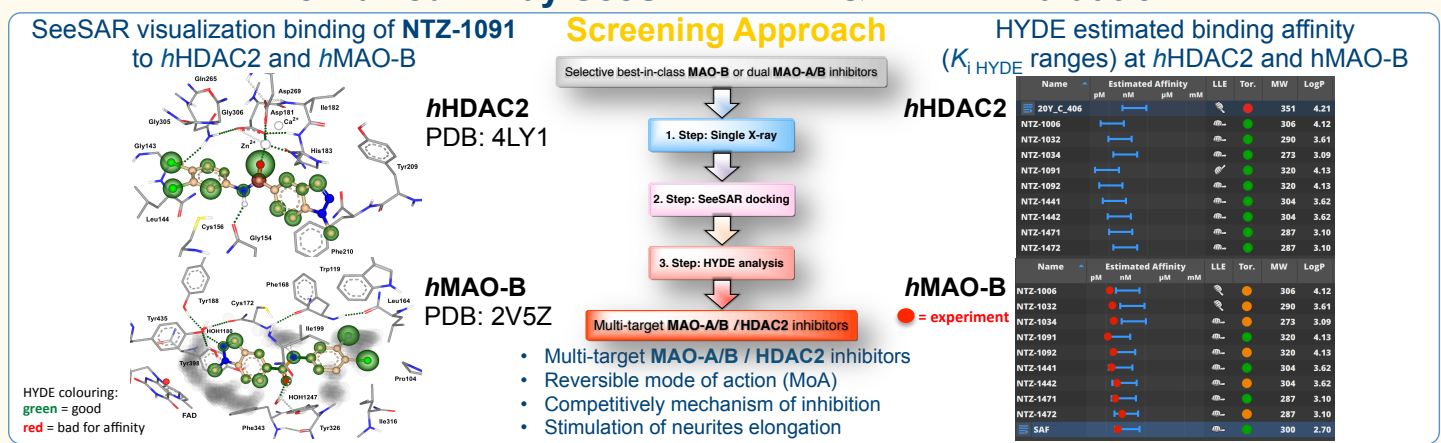 SeeSAR visualization binding of NTZ-1091
to hHDAC2 and hMAO-B
Gln265
Asp269
Gly306
Asp181
Ile182
Ca2+
Gly305
Zn2+
His183
Gly143
Tyr209
Leu144
Cys156
Gly154
Phe210
hHDAC2
PDB: 4LY1
Trp119
Phe168
Tyr188
Cys172
Leu164
Tyr435
HOH1180
Ile199
Tyr398
Pro104
FAD
HOH1247
Ile316
Phe343
Tyr326
hMAO-B
PDB: 2V5Z
HYDE colouring:
green = good
red = bad for affinity
Screening Approach
Selective best-in-class MAO-B or dual MAO-A/B inhibitors
1. Step: Single X-ray
2. Step: SeeSAR docking
3. Step: HYDE analysis
Multi-target MAO-A/B /HDAC2 inhibitors
• Multi-target MAO-A/B / HDAC2 inhibitors
• Reversible mode of action (MoA)
• Competitively mechanism of inhibition
• Stimulation of neurites elongation
HYDE estimated binding affinity
(Ki HYDE ranges) at hHDAC2 and hMAO-B
hHDAC2
Name Estimated Affinity LLE Tor. MW LogP
pM nM µM mM
20Y_C_406 351 4.21
NTZ-1006 306 4.12
NTZ-1032 290 3.61
NTZ-1034 273 3.09
NTZ-1091 320 4.13
NTZ-1092 320 4.13
NTZ-1441 304 3.62
NTZ-1442 304 3.62
NTZ-1471 287 3.10
NTZ-1472 287 3.10
hMAO-B
= experiment
Name Estimated Affinity LLE Tor. MW LogP
pM nM µM mM
NTZ-1006 306 4.12
NTZ-1032 290 3.61
NTZ-1034 273 3.09
NTZ-1091 320 4.13
NTZ-1092 320 4.13
NTZ-1441 304 3.62
NTZ-1442 304 3.62
NTZ-1471 287 3.10
NTZ-1472 287 3.10
SAF 300 2.70